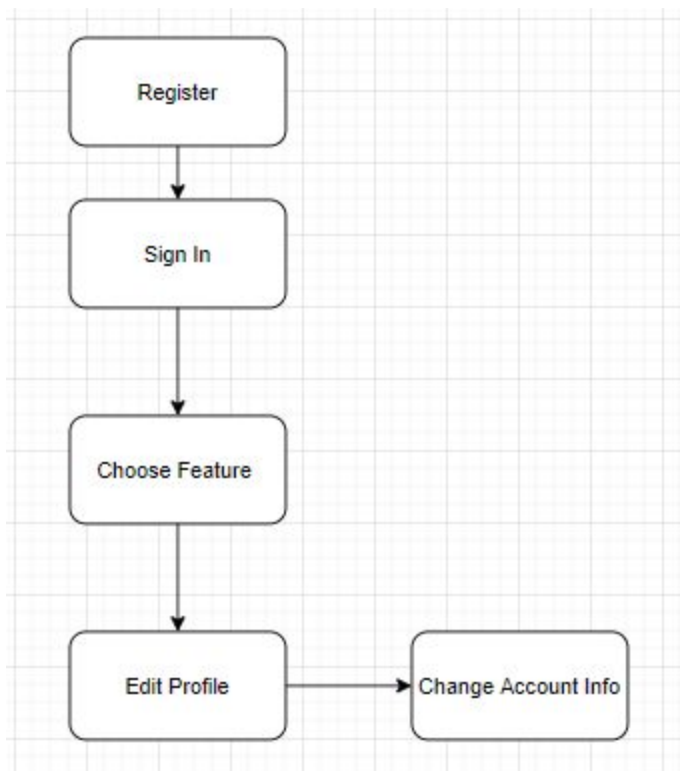 Register
Sign In
Choose Feature
Edit Profile
Change Account Info